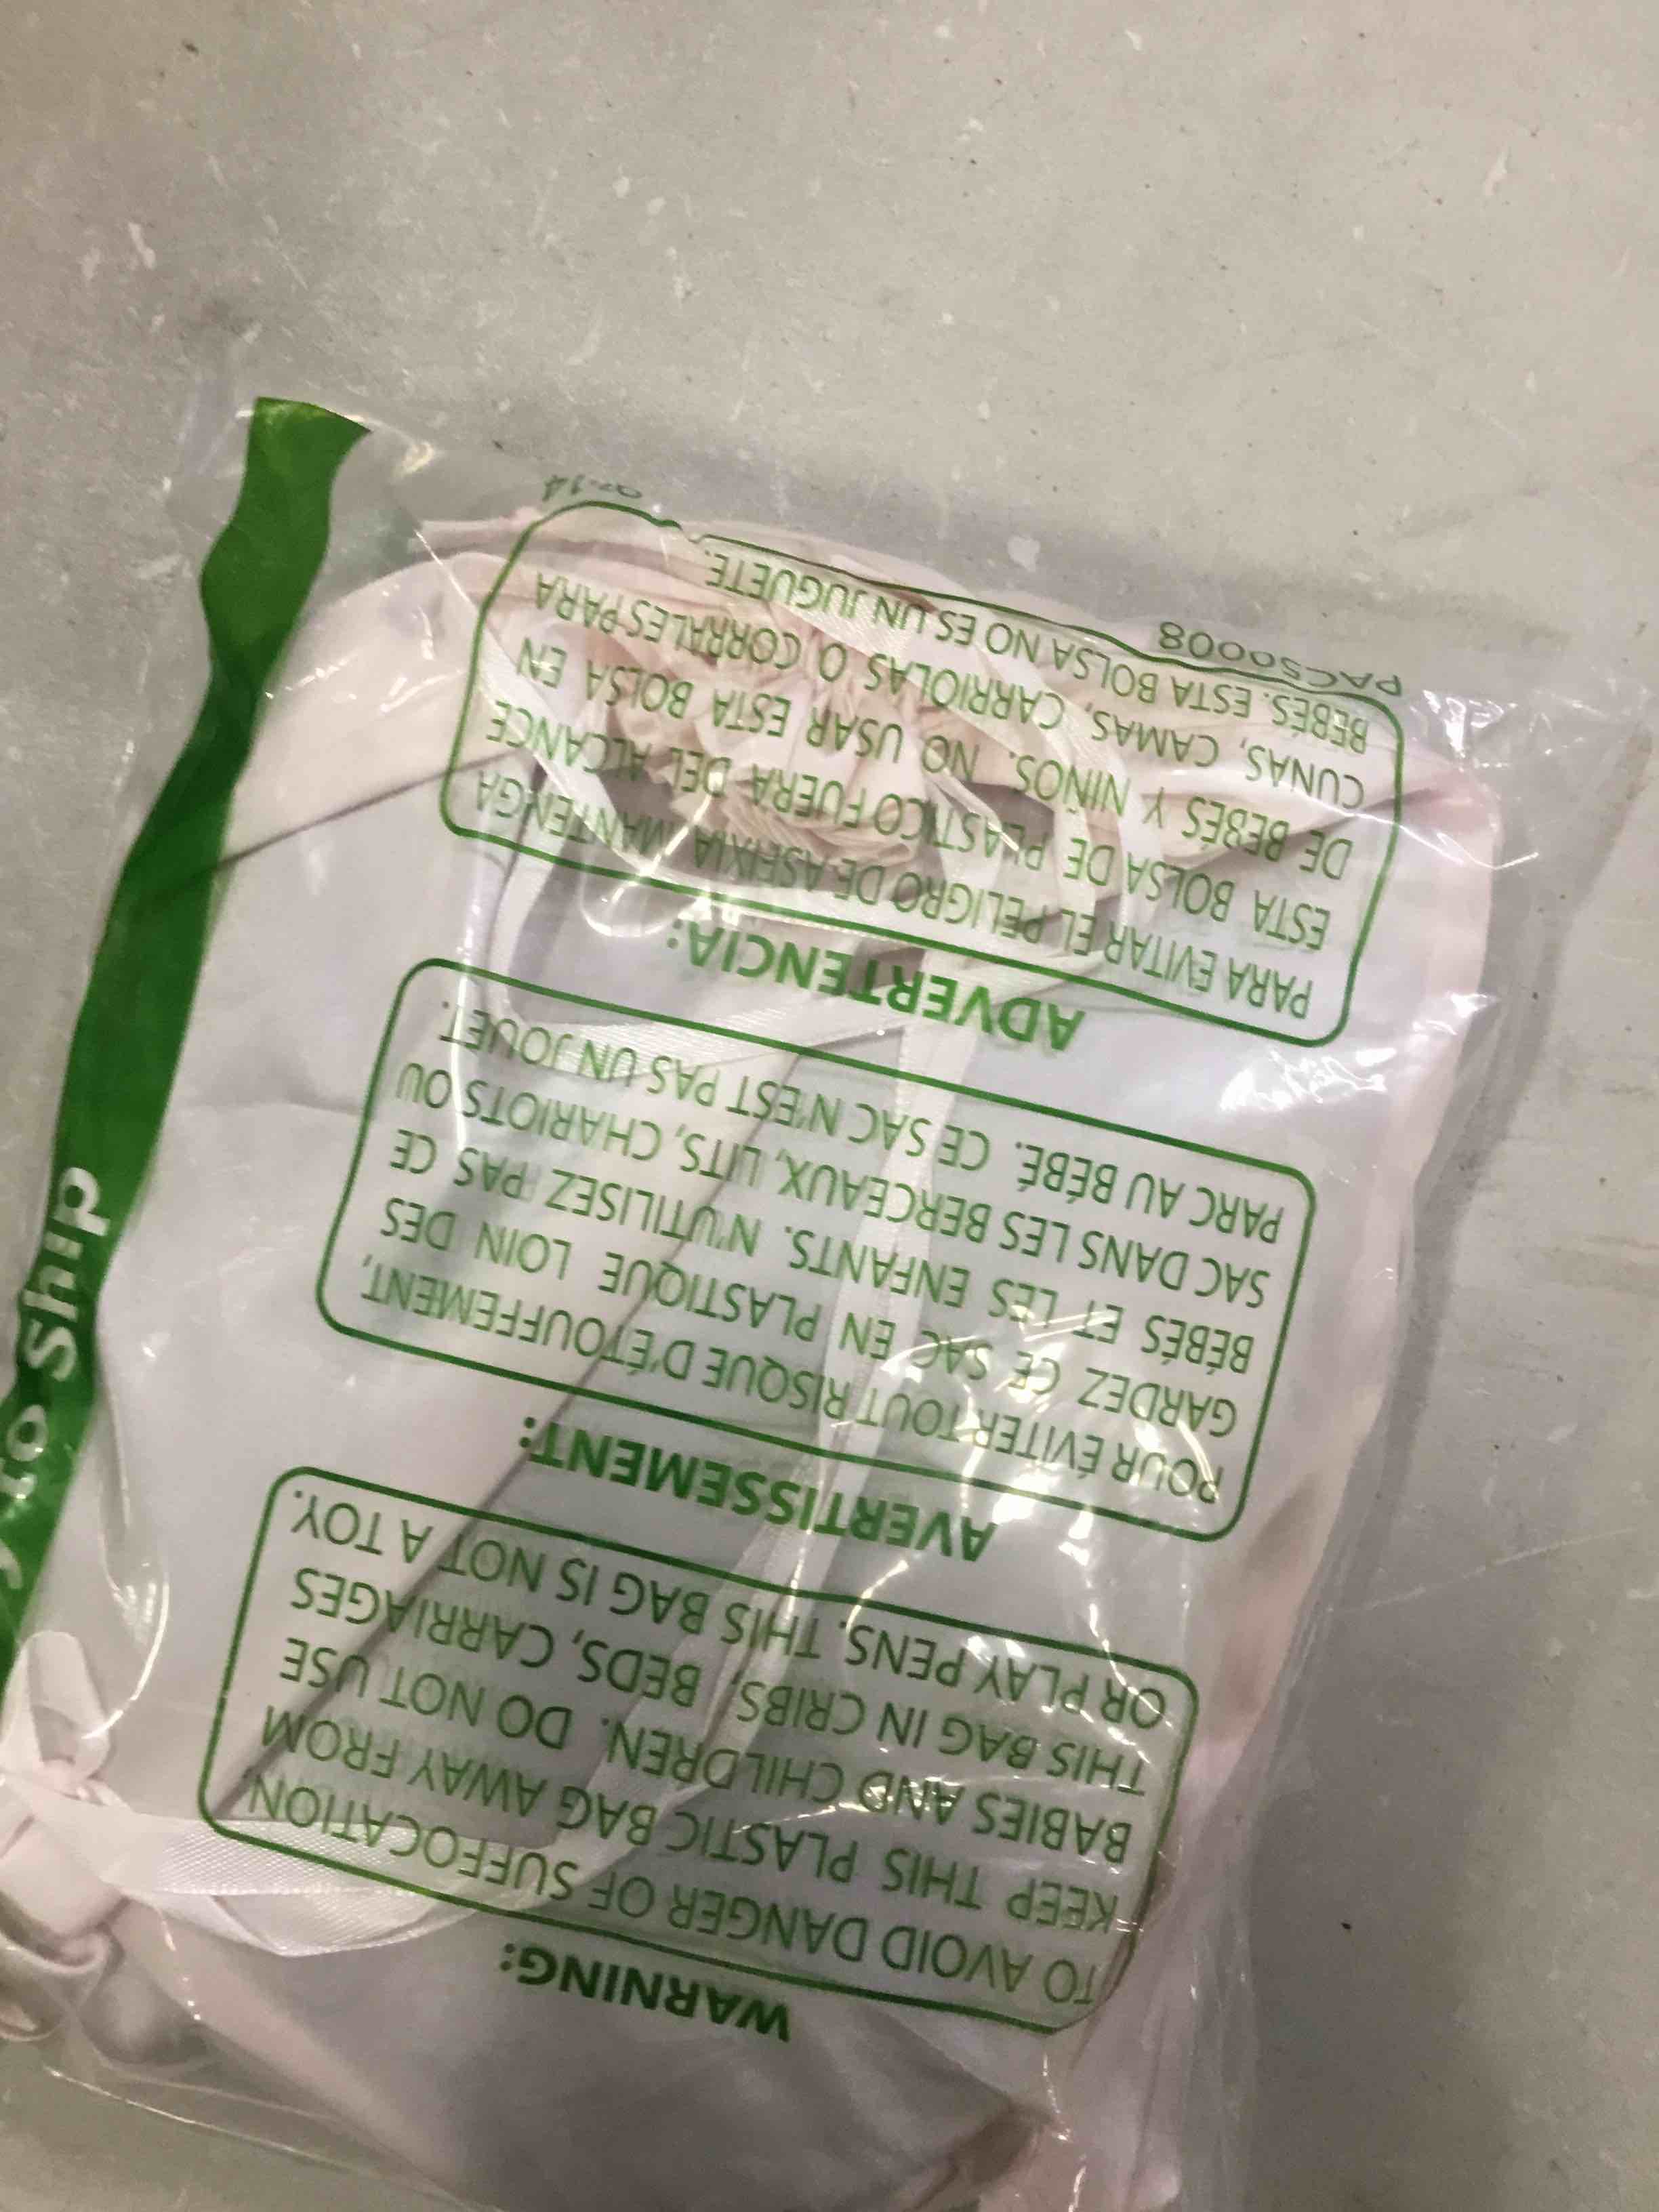 WARNING:
TO AVOID DANGER OF SUFFOCATION
KEEP THIS PLASTIC BAG AWAY FROM
BABIES AND CHILDREN. DO NOT USE
THIS BAG IN CRIBS, BEDS, CARRIAGES
OR PLAY PENS. THIS BAG IS NOT A TOY.
AVERTISSEMENT:
POUR ÉVITER TOUT RISQUE D'ÉTOUFFEMENT,
GARDEZ CE SAC EN PLASTIQUE LOIN DES
BÉBÉS ET LES ENFANTS. N'UTILISEZ PAS CE
SAC DANS LES BERCEAUX, LITS, CHARIOTS OU
PARC AU BÉBÉ. CE SAC N'EST PAS UN JOUET.
ADVERTENCIA:
PARA EVITAR EL PELIGRO DE ASFIXIA MANTENGA
ESTA BOLSA DE PLASTICO FUERA DEL ALCANCE
DE BEBÉS Y NIÑOS. NO USAR ESTA BOLSA EN
CUNAS, CAMAS, CARRIOLAS O CORRALES PARA
BEBÉS. ESTA BOLSA NO ES UN JUGUETE.
PACS0008
to Ship